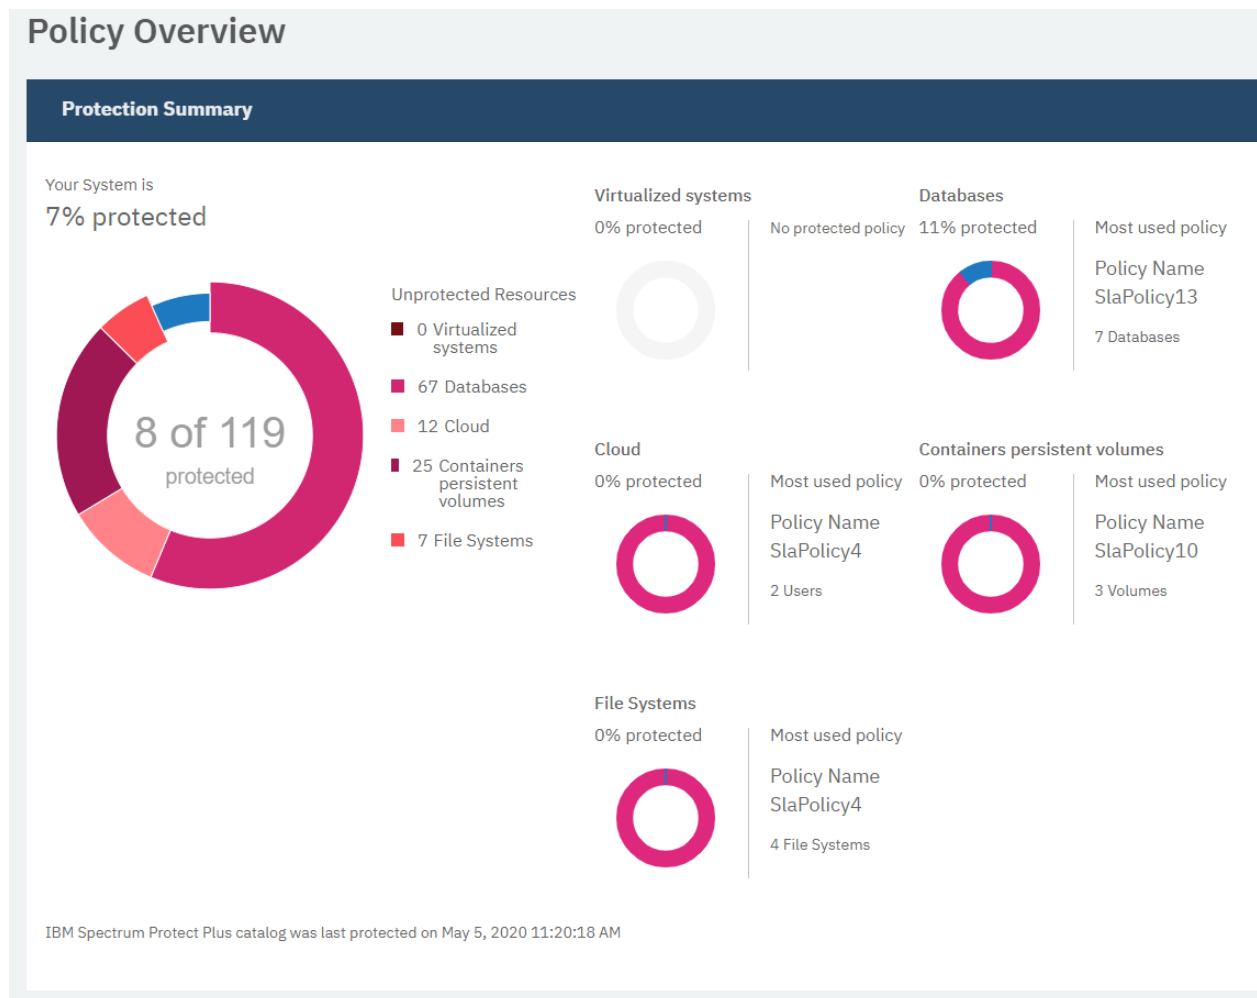 Policy Overview
Protection Summary
Your System is
7% protected
8 of 119
protected
Unprotected Resources
0 Virtualized
systems
67 Databases
12 Cloud
25 Containers
persistent
volumes
7 File Systems
Virtualized systems
0% protected
No protected policy
Databases
11% protected
Most used policy
Policy Name
SlaPolicy13
7 Databases
Cloud
0% protected
Most used policy
Policy Name
SlaPolicy4
2 Users
Containers persistent volumes
0% protected
Most used policy
Policy Name
SlaPolicy10
3 Volumes
File Systems
0% protected
Most used policy
Policy Name
SlaPolicy4
4 File Systems
IBM Spectrum Protect Plus catalog was last protected on May 5, 2020 11:20:18 AM